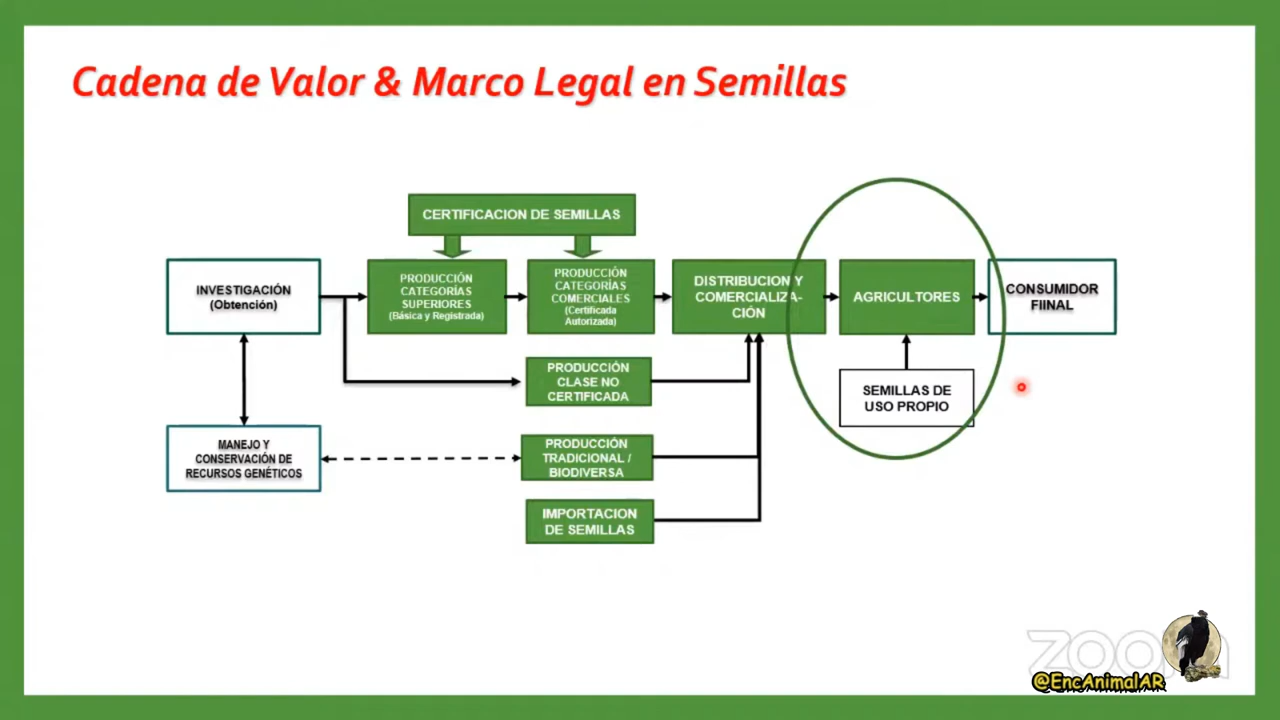 Cadena de Valor & Marco Legal en Semillas
CERTIFICACION DE SEMILLAS
INVESTIGACIÓN
(Obtención)
PRODUCCIÓN
CATEGORÍAS
SUPERIORES
(Básica y Registrada)
PRODUCCIÓN
CATEGORÍAS
COMERCIALES
(Certificada
Autorizada)
DISTRIBUCION Y
COMERCIALIZA-
CIÓN
AGRICULTORES
CONSUMIDOR
FIINAL
PRODUCCIÓN
CLASE NO
CERTIFICADA
SEMILLAS DE
USO PROPIO
MANEJO Y
CONSERVACIÓN DE
RECURSOS GENÉTICOS
PRODUCCIÓN
TRADICIONAL /
BIODIVERSA
IMPORTACION
DE SEMILLAS
zoom
@EncAnimalAR